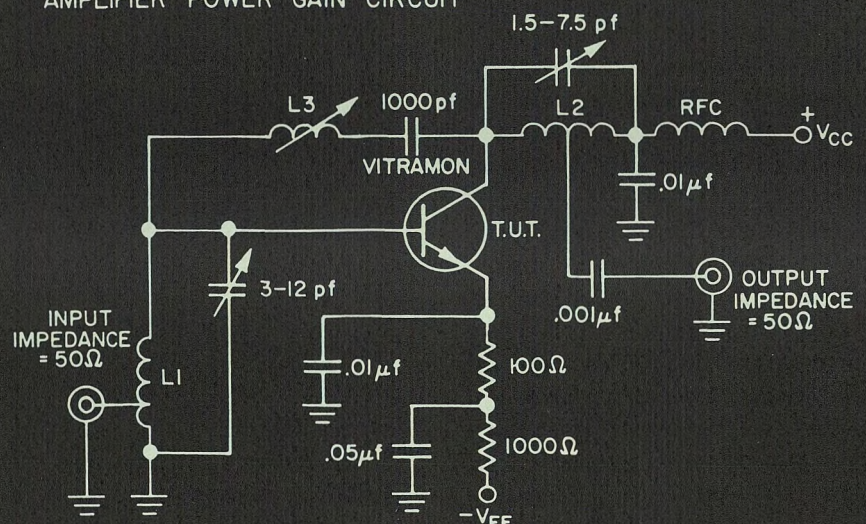 AMPLIFIER POWER GAIN CIRCUIT
1.5–7.5 pf
L3
1000pf
VITRAMON
L2
RFC
+
VCC
.01μf
T.U.T.
3–12 pf
.001μf
OUTPUT
IMPEDANCE
= 50Ω
INPUT
IMPEDANCE
= 50Ω
L1
.01μf
100Ω
.05μf
1000Ω
–VEE